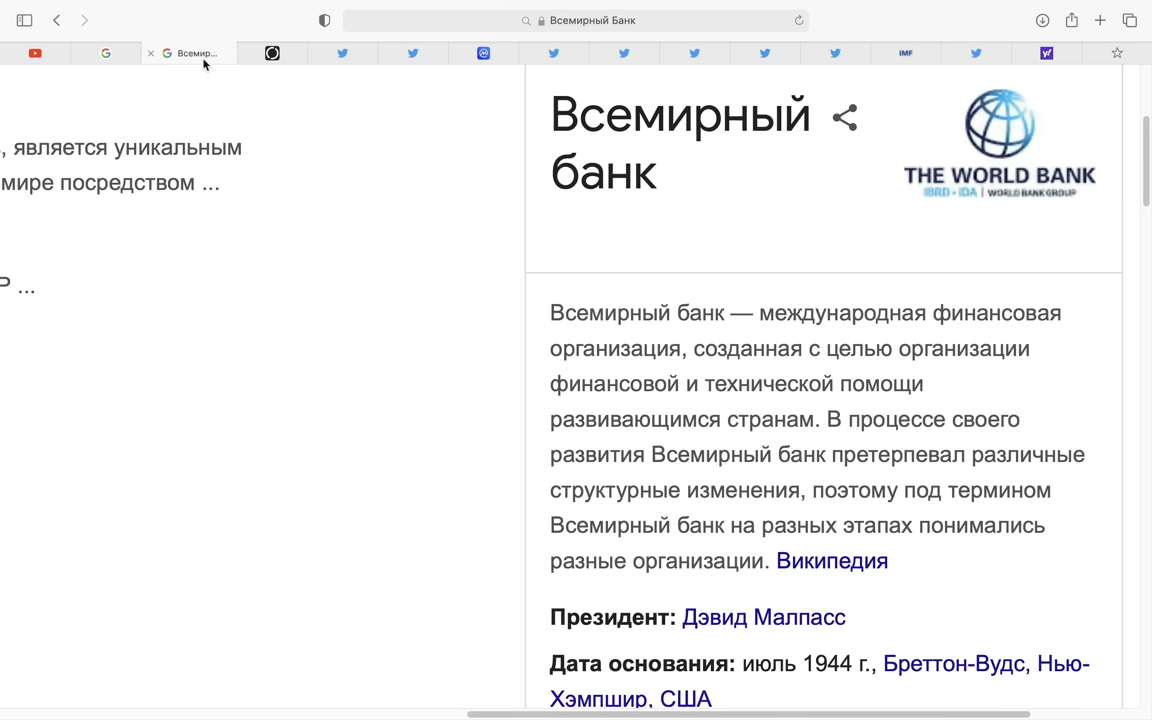 Всемирный Банк
Всемир...
IMF
y!
, является уникальным
мире посредством ...
Р ...
Всемирный
банк
THE WORLD BANK
IBRD • IDA | WORLD BANK GROUP
Всемирный банк — международная финансовая
организация, созданная с целью организации
финансовой и технической помощи
развивающимся странам. В процессе своего
развития Всемирный банк претерпевал различные
структурные изменения, поэтому под термином
Всемирный банк на разных этапах понимались
разные организации. Википедия
Президент: Дэвид Малпасс
Дата основания: июль 1944 г., Бреттон-Вудс, Нью-
Хэмпшир, США